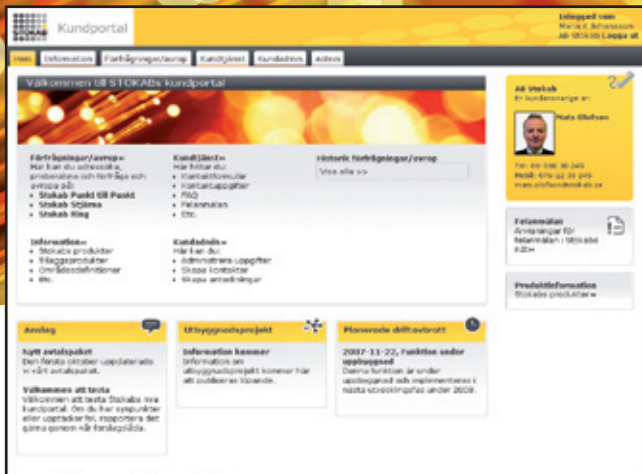 STOKAB
Kundportal
Inloggad som
Maria K Johansson
AB Stokab Logga ut
Hem
Information
Förfrågningar/avrop
Kundtjänst
Kundadmin
Admin
Välkommen till STOKABs kundportal
Förfrågningar/avrop»
Här kan du adressöka,
prisberäkna och förfråga och
avropa på:
Stokab Punkt till Punkt
Stokab Stjärna
Stokab Ring
Kundtjänst»
Här hittar du:
Kontaktformulär
Kontaktuppgifter
FAQ
Felanmälan
Etc.
Historik förfrågningar/avrop
Visa alla >>
Information»
Stokabs produkter
Tilläggsprodukter
Områdesdefinitioner
Etc.
Kundadmin»
Här kan du:
Administrera uppgifter
Skapa kontakter
Skapa anteckningar
AB Stokab
Er kundansvarige är:
Mats Olofson
Felanmälan
Anvisningar för
felanmälan i Stokabs
nät»
Produktinformation
Stokabs produkter»
Anslag
Nytt avtalspaket
Den första oktober uppdaterade
vi vårt avtalspaket.
Välkommen att testa
Välkommen att testa Stokabs nya
kundportal. Om du har synpunkter
eller upptäcker fel, rapportera det
gärna genom vår förslagslåda.
Utbyggnadsprojekt
Information kommer
Information om
utbyggnadsprojekt kommer här
att publiceras löpande.
Planerade driftavbrott
2007-11-22, Funktion under
uppbyggnad
Denna funktion är under
uppbyggnad och implementeras i
nästa utvecklingsfas under 2008.